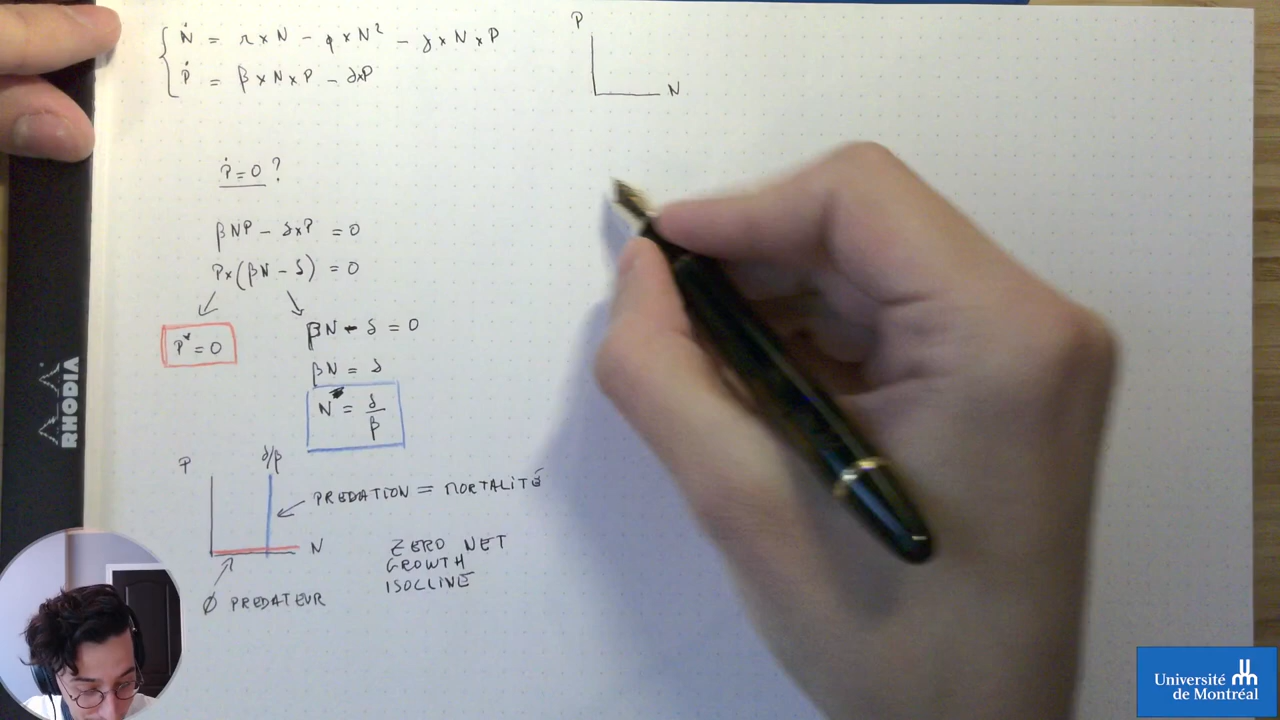 Ṅ = r × N − q × N² − γ × N × P
Ṗ = β × N × P − δ×P
Ṗ = 0 ?
βNP − δ×P = 0
P×(βN − δ) = 0
P* = 0
βN − δ = 0
βN = δ
N* = δ/β
P
δ/β
PREDATION = MORTALITÉ
N
ZERO NET
GROWTH
ISOCLINE
∅ PREDATEUR
P
N
RHODIA
Université
de Montréal